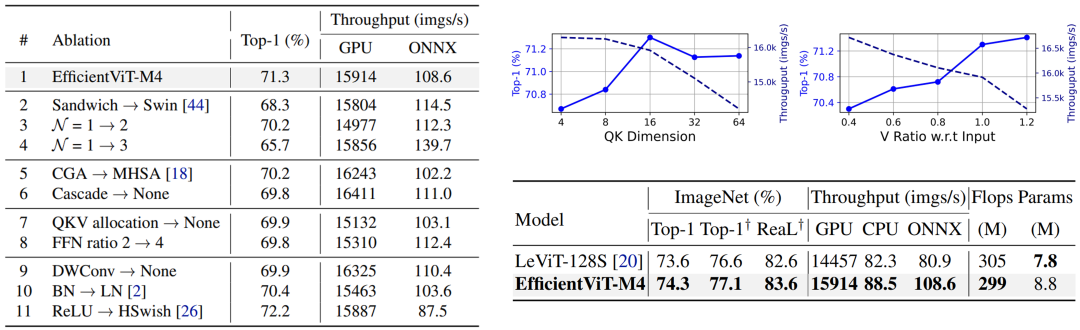 # Ablation Top-1 (%) Throughput (imgs/s)
GPU ONNX
1 EfficientViT-M4 71.3 15914 108.6
2 Sandwich → Swin [44] 68.3 15804 114.5
3 𝒩 = 1 → 2 70.2 14977 112.3
4 𝒩 = 1 → 3 65.7 15856 139.7
5 CGA → MHSA [18] 70.2 16243 102.2
6 Cascade → None 69.8 16411 111.0
7 QKV allocation → None 69.9 15132 103.1
8 FFN ratio 2 → 4 69.8 15310 112.4
9 DWConv → None 69.9 16325 110.4
10 BN → LN [2] 70.4 15463 103.6
11 ReLU → HSwish [26] 72.2 15887 87.5
Top-1 (%)
71.2
71.0
70.8
4 8 16 32 64
QK Dimension
16.0k
15.0k
Througuput (imgs/s)
Top-1 (%)
71.2
70.8
70.4
0.4 0.6 0.8 1.0 1.2
V Ratio w.r.t Input
16.5k
16.0k
15.5k
Througuput (imgs/s)
Model ImageNet (%) Throughput (imgs/s) Flops Params
Top-1 Top-1† ReaL† GPU CPU ONNX (M) (M)
LeViT-128S [20] 73.6 76.6 82.6 14457 82.3 80.9 305 7.8
EfficientViT-M4 74.3 77.1 83.6 15914 88.5 108.6 299 8.8